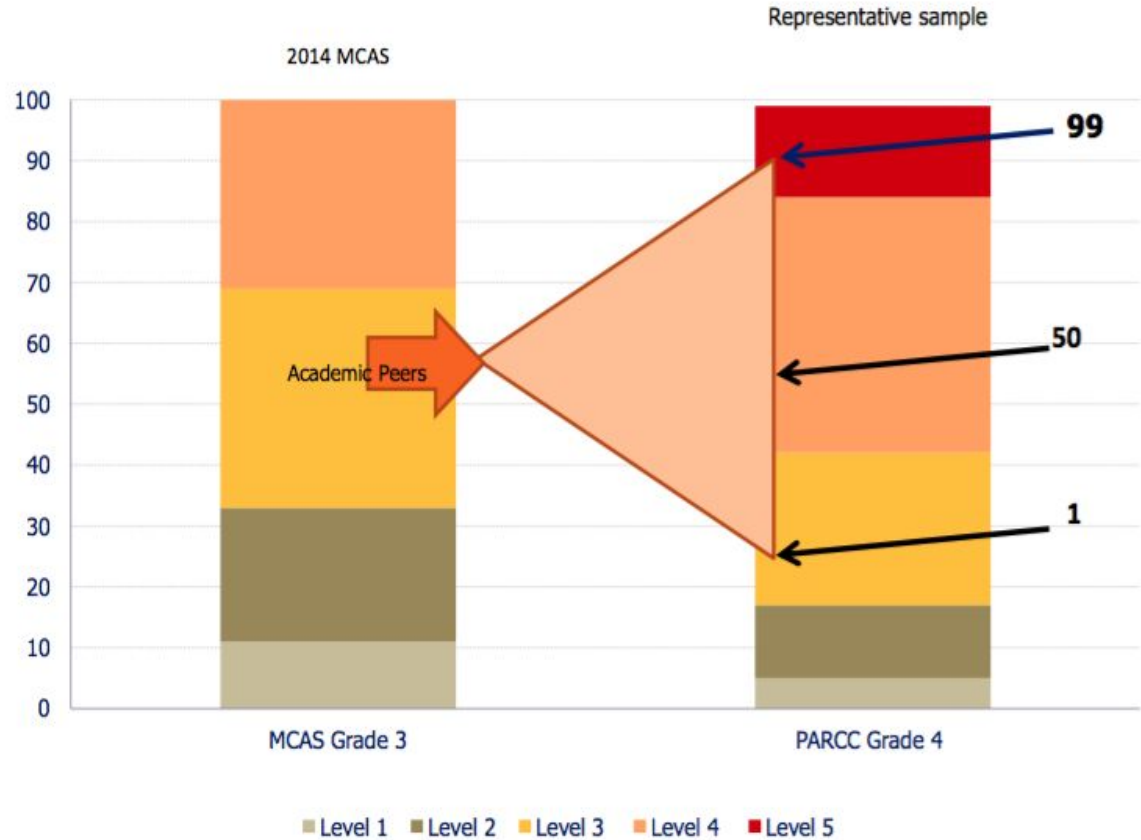 Representative sample
2014 MCAS
100
90
80
70
60
50
40
30
20
10
0
99
50
1
Academic Peers
MCAS Grade 3
PARCC Grade 4
Level 1 Level 2 Level 3 Level 4 Level 5